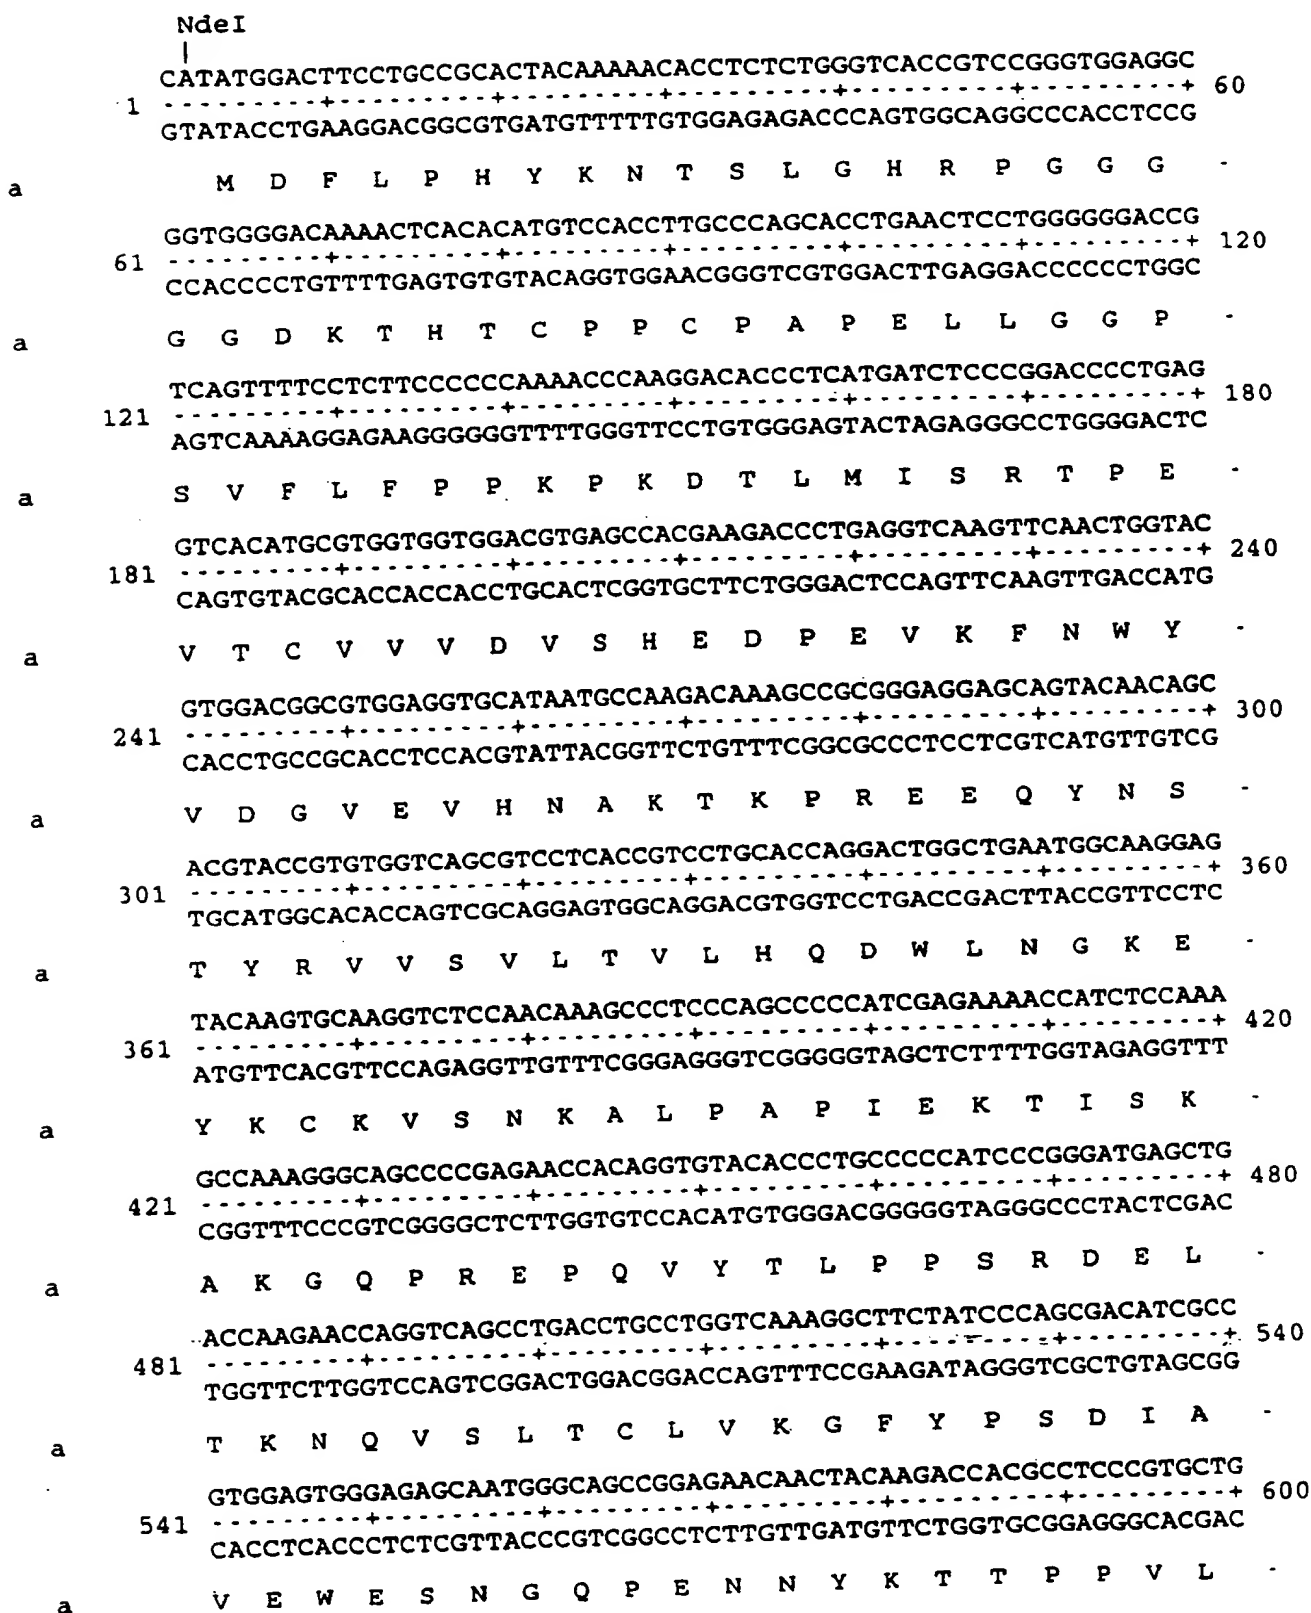 NdeI
|
CATATGGACTTCCTGCCGCACTACAAAAACACCTCTCTGGGTCACCGTCCGGGTGGAGGC
1 ---------+---------+---------+---------+---------+---------+ 60
GTATACCTGAAGGACGGCGTGATGTTTTTGTGGAGAGACCCAGTGGCAGGCCCACCTCCG
a M D F L P H Y K N T S L G H R P G G G -
GGTGGGGACAAAACTCACACATGTCCACCTTGCCCAGCACCTGAACTCCTGGGGGGACCG
61 ---------+---------+---------+---------+---------+---------+ 120
CCACCCCTGTTTTGAGTGTGTACAGGTGGAACGGGTCGTGGACTTGAGGACCCCCCTGGC
a G G D K T H T C P P C P A P E L L G G P -
TCAGTTTTCCTCTTCCCCCCAAAACCCAAGGACACCCTCATGATCTCCCGGACCCCTGAG
121 ---------+---------+---------+---------+---------+---------+ 180
AGTCAAAAGGAGAAGGGGGGTTTTGGGTTCCTGTGGGAGTACTAGAGGGCCTGGGGACTC
a S V F L F P P K P K D T L M I S R T P E -
GTCACATGCGTGGTGGTGGACGTGAGCCACGAAGACCCTGAGGTCAAGTTCAACTGGTAC
181 ---------+---------+---------+---------+---------+---------+ 240
CAGTGTACGCACCACCACCTGCACTCGGTGCTTCTGGGACTCCAGTTCAAGTTGACCATG
a V T C V V V D V S H E D P E V K F N W Y -
GTGGACGGCGTGGAGGTGCATAATGCCAAGACAAAGCCGCGGGAGGAGCAGTACAACAGC
241 ---------+---------+---------+---------+---------+---------+ 300
CACCTGCCGCACCTCCACGTATTACGGTTCTGTTTCGGCGCCCTCCTCGTCATGTTGTCG
a V D G V E V H N A K T K P R E E Q Y N S -
ACGTACCGTGTGGTCAGCGTCCTCACCGTCCTGCACCAGGACTGGCTGAATGGCAAGGAG
301 ---------+---------+---------+---------+---------+---------+ 360
TGCATGGCACACCAGTCGCAGGAGTGGCAGGACGTGGTCCTGACCGACTTACCGTTCCTC
a T Y R V V S V L T V L H Q D W L N G K E -
TACAAGTGCAAGGTCTCCAACAAAGCCCTCCCAGCCCCCATCGAGAAAACCATCTCCAAA
361 ---------+---------+---------+---------+---------+---------+ 420
ATGTTCACGTTCCAGAGGTTGTTTCGGGAGGGTCGGGGGTAGCTCTTTTGGTAGAGGTTT
a Y K C K V S N K A L P A P I E K T I S K -
GCCAAAGGGCAGCCCCGAGAACCACAGGTGTACACCCTGCCCCCATCCCGGGATGAGCTG
421 ---------+---------+---------+---------+---------+---------+ 480
CGGTTTCCCGTCGGGGCTCTTGGTGTCCACATGTGGGACGGGGGTAGGGCCCTACTCGAC
a A K G Q P R E P Q V Y T L P P S R D E L -
ACCAAGAACCAGGTCAGCCTGACCTGCCTGGTCAAAGGCTTCTATCCCAGCGACATCGCC
481 ---------+---------+---------+---------+---------+---------+ 540
TGGTTCTTGGTCCAGTCGGACTGGACGGACCAGTTTCCGAAGATAGGGTCGCTGTAGCGG
a T K N Q V S L T C L V K G F Y P S D I A -
GTGGAGTGGGAGAGCAATGGGCAGCCGGAGAACAACTACAAGACCACGCCTCCCGTGCTG
541 ---------+---------+---------+---------+---------+---------+ 600
CACCTCACCCTCTCGTTACCCGTCGGCCTCTTGTTGATGTTCTGGTGCGGAGGGCACGAC
a V E W E S N G Q P E N N Y K T T P P V L -